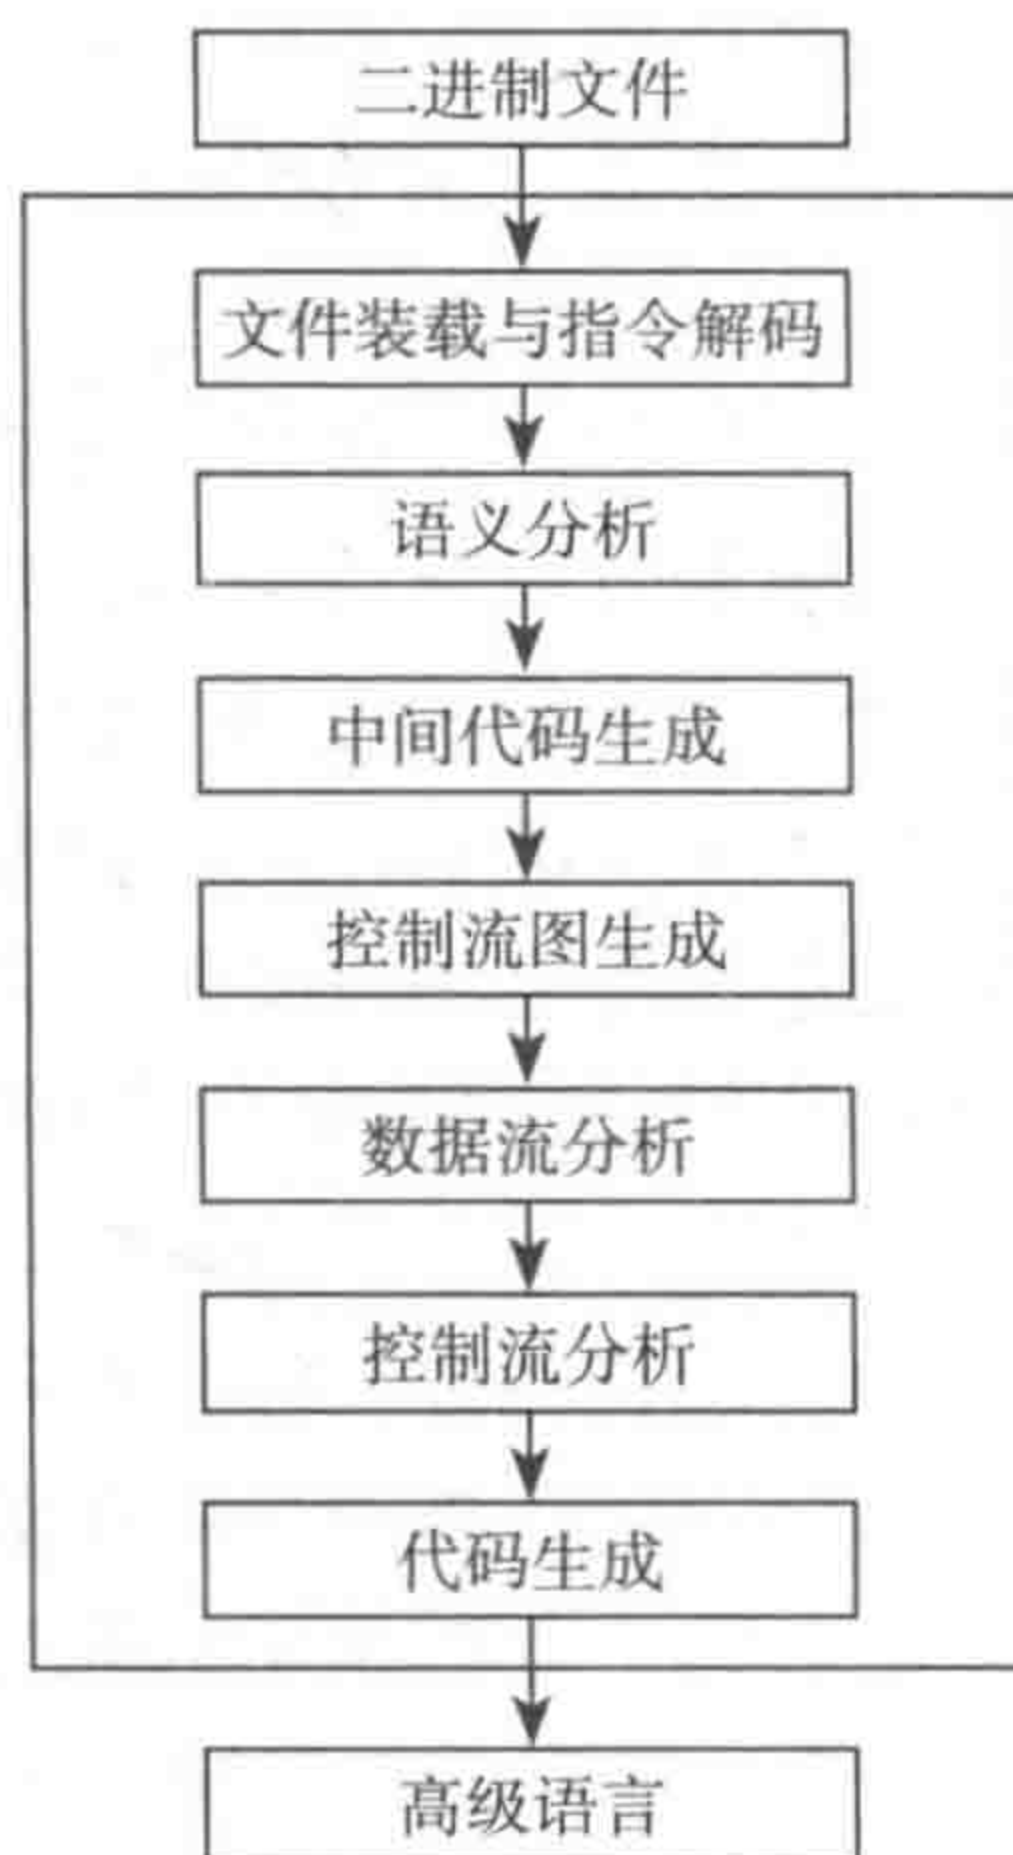 二进制文件
文件装载与指令解码
语义分析
中间代码生成
控制流图生成
数据流分析
控制流分析
代码生成
高级语言